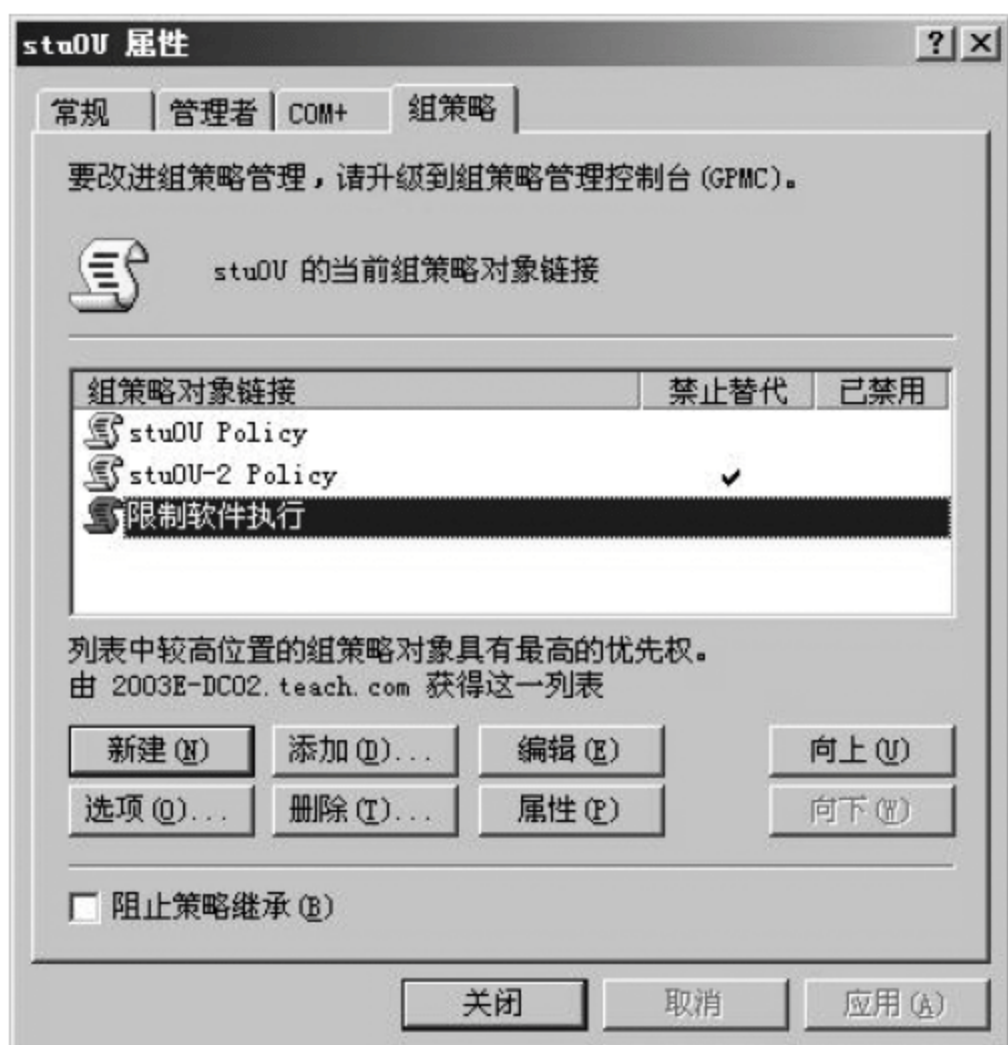 stuOU 属性
常规 管理者 COM+ 组策略
要改进组策略管理，请升级到组策略管理控制台(GPMC)。
stuOU 的当前组策略对象链接
组策略对象链接 禁止替代 已禁用
stuOU Policy
stuOU-2 Policy
限制软件执行
列表中较高位置的组策略对象具有最高的优先权。
由 2003E-DC02.teach.com 获得这一列表
新建(N) 添加(D)... 编辑(E) 向上(U)
选项(O)... 删除(T)... 属性(P) 向下(W)
阻止策略继承(B)
关闭 取消 应用(A)